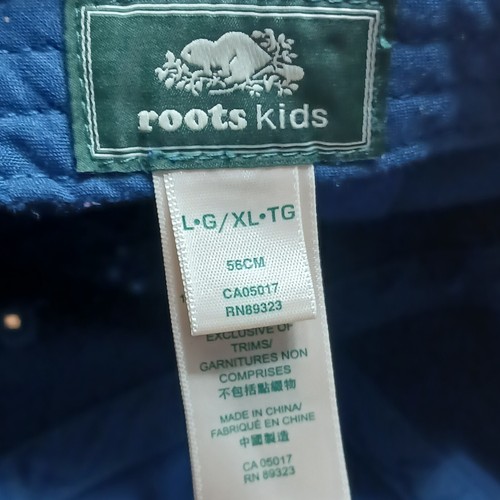 roots kids
L•G/XL•TG
56CM
CA05017
RN89323
EXCLUSIVE OF
TRIMS/
GARNITURES NON
COMPRISES
不包括點綴物
MADE IN CHINA/
FABRIQUÉ EN CHINE
中國製造
CA 05017
RN 89323